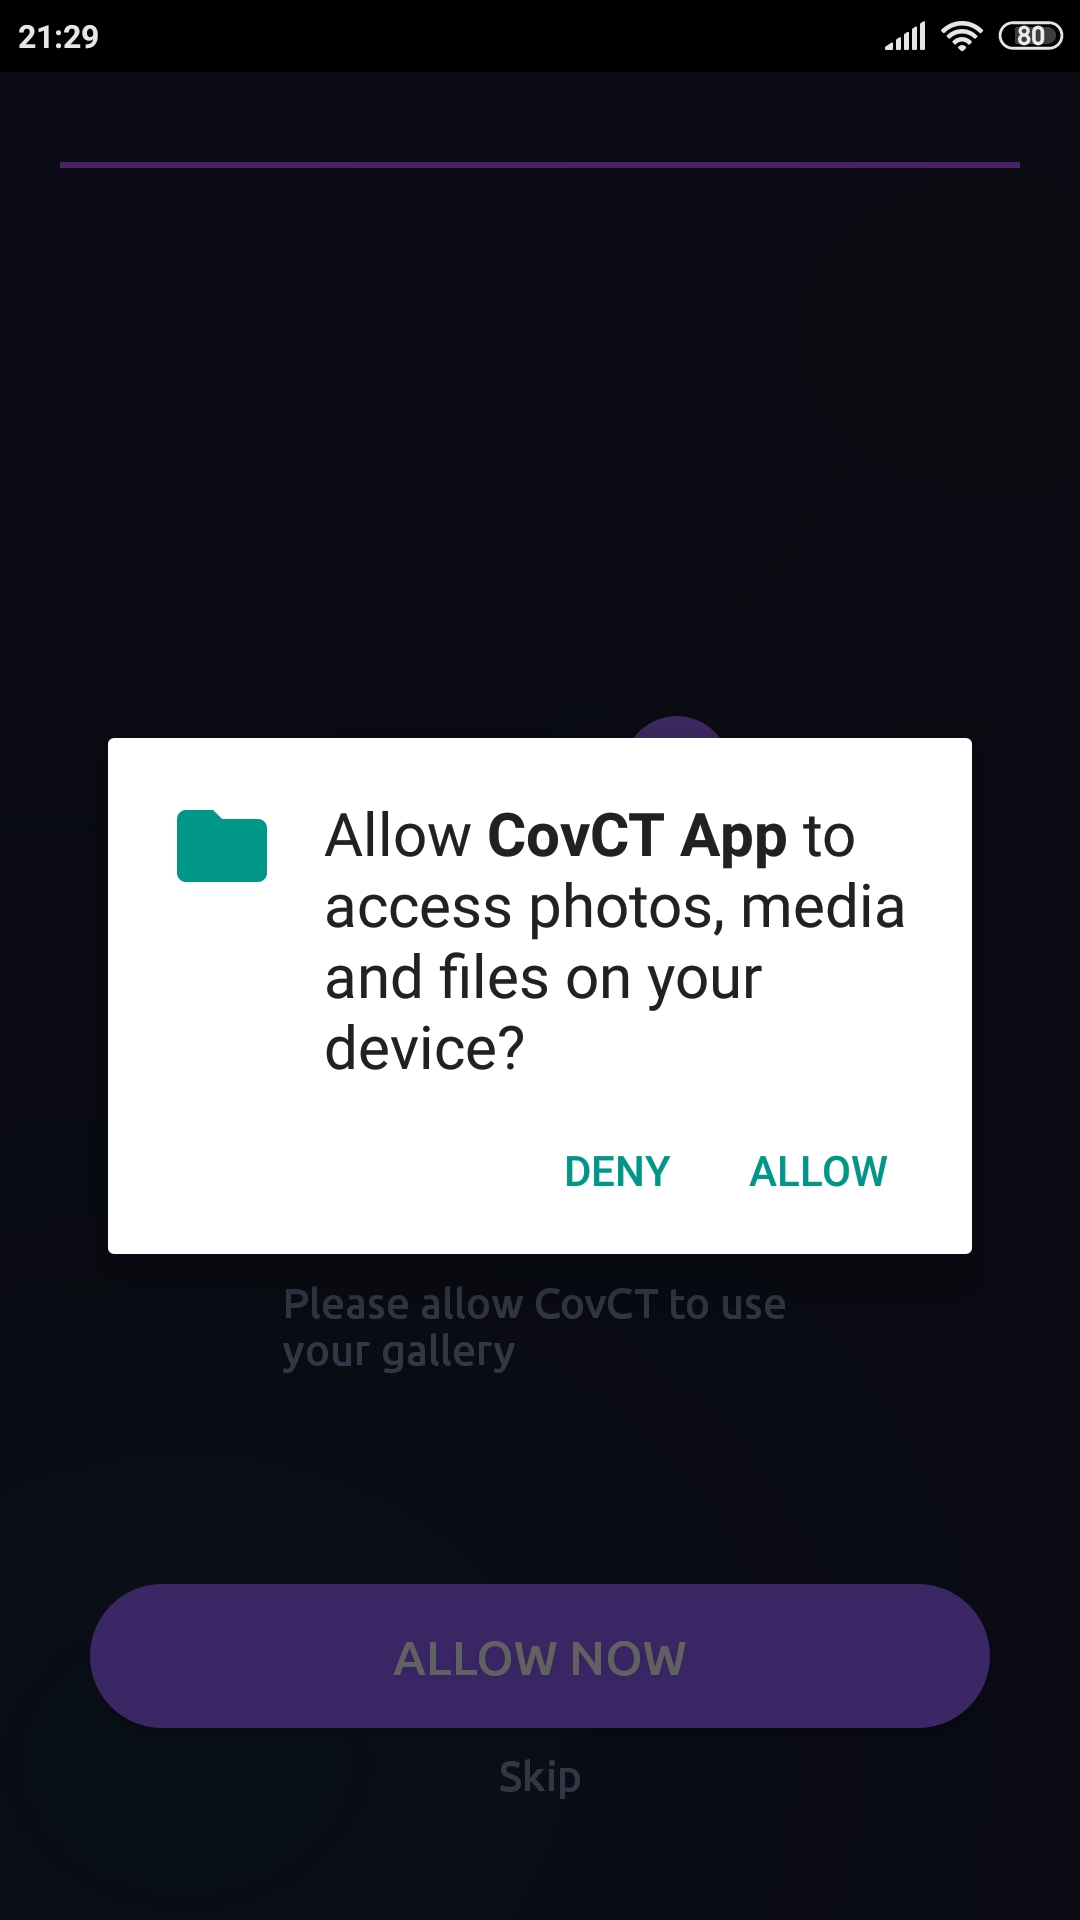 21:29
80
Allow CovCT App to
access photos, media
and files on your
device?
DENY ALLOW
Please allow CovCT to use
your gallery
ALLOW NOW
Skip